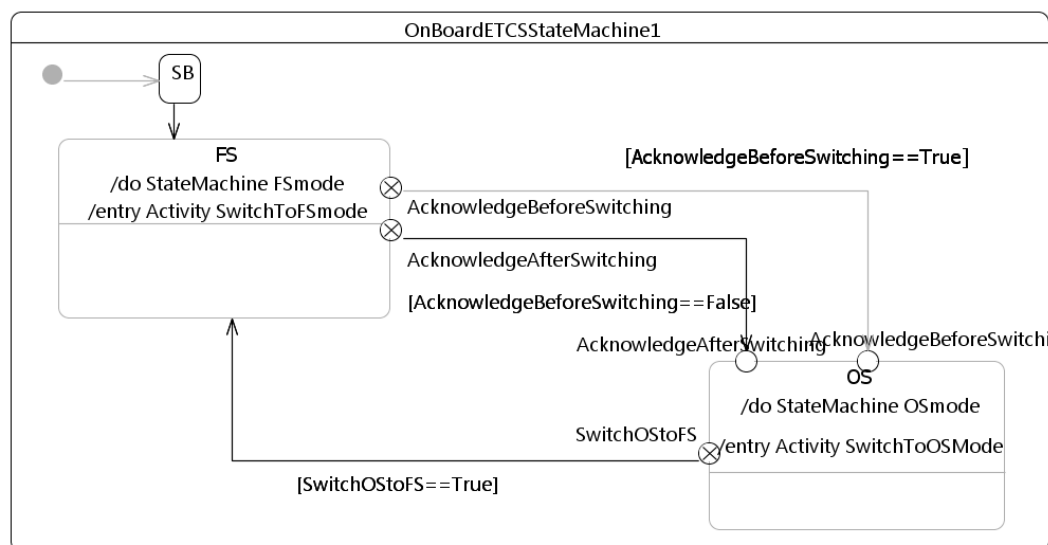 OnBoardETCSStateMachine1
SB
FS
/do StateMachine FSmode
/entry Activity SwitchToFSmode
[AcknowledgeBeforeSwitching==True]
AcknowledgeBeforeSwitching
AcknowledgeAfterSwitching
[AcknowledgeBeforeSwitching==False]
AcknowledgeAfterSwitching
AcknowledgeBeforeSwitchi
OS
/do StateMachine OSmode
SwitchOStoFS
/entry Activity SwitchToOSMode
[SwitchOStoFS==True]